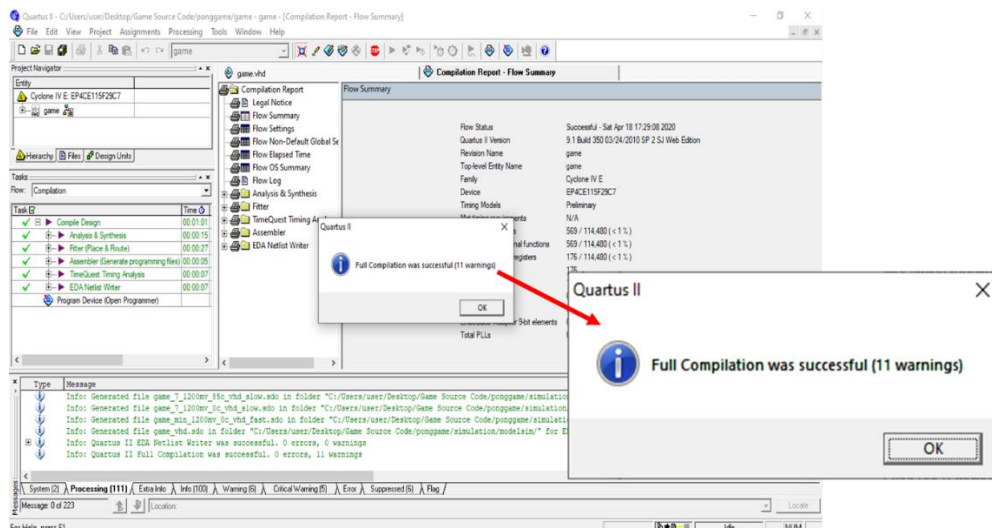 Quartus II - C:/Users/user/Desktop/Game Source Code/ponggame/game - game - [Compilation Report - Flow Summary]
File Edit View Project Assignments Processing Tools Window Help
game
Project Navigator
Entity
Cyclone IV E: EP4CE115F29C7
game
Hierarchy Files Design Units
Tasks
Flow: Compilation
Task Time
Compile Design 00:01:01
Analysis & Synthesis 00:00:15
Fitter (Place & Route) 00:00:27
Assembler (Generate programming files) 00:00:05
TimeQuest Timing Analysis 00:00:07
EDA Netlist Writer 00:00:07
Program Device (Open Programmer)
game.vhd
Compilation Report - Flow Summary
Compilation Report
Legal Notice
Flow Summary
Flow Settings
Flow Non-Default Global Se
Flow Elapsed Time
Flow OS Summary
Flow Log
Analysis & Synthesis
Fitter
TimeQuest Timing
Assembler
EDA Netlist Writer
Flow Summary
Flow Status Successful - Sat Apr 18 17:29:08 2020
Quartus II Version 9.1 Build 350 03/24/2010 SP 2 SJ Web Edition
Revision Name game
Top-level Entity Name game
Family Cyclone IV E
Device EP4CE115F29C7
Timing Models Preliminary
N/A
569 / 114,480 ( < 1 % )
nal functions 569 / 114,480 ( < 1 % )
registers 176 / 114,480 ( < 1 % )
176
9-bit elements
Total PLLs
Quartus II
Full Compilation was successful (11 warnings)
OK
Quartus II
Full Compilation was successful (11 warnings)
OK
Type Message
Info: Generated file game_7_1200mv_85c_vhd_slow.sdo in folder "C:/Users/user/Desktop/Game Source Code/ponggame/simulatio
Info: Generated file game_7_1200mv_0c_vhd_slow.sdo in folder "C:/Users/user/Desktop/Game Source Code/ponggame/simulation
Info: Generated file game_min_1200mv_0c_vhd_fast.sdo in folder "C:/Users/user/Desktop/Game Source Code/ponggame/simulati
Info: Generated file game_vhd.sdo in folder "C:/Users/user/Desktop/Game Source Code/ponggame/simulation/modelsim/" for E
Info: Quartus II EDA Netlist Writer was successful. 0 errors, 0 warnings
Info: Quartus II Full Compilation was successful. 0 errors, 11 warnings
System (2) Processing (111) Extra Info Info (100) Warning (6) Critical Warning (5) Error Suppressed (6) Flag
Messages
Message: 0 of 223 Location: Locate
For Help, press F1 Idle NUM